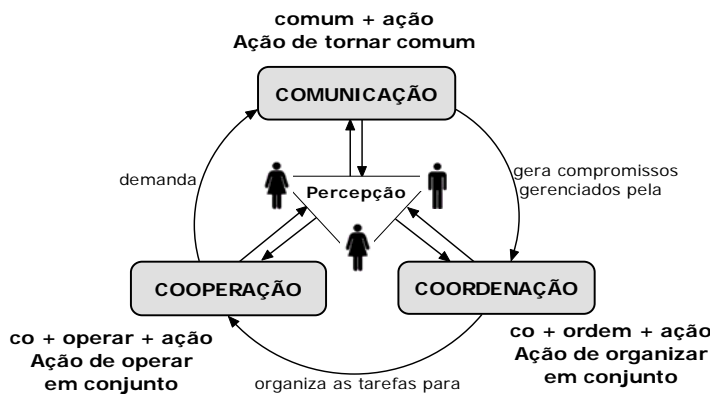 comum + ação
Ação de tornar comum
COMUNICAÇÃO
demanda
gera compromissos
gerenciados pela
Percepção
COOPERAÇÃO
COORDENAÇÃO
co + operar + ação
Ação de operar
em conjunto
co + ordem + ação
Ação de organizar
em conjunto
organiza as tarefas para